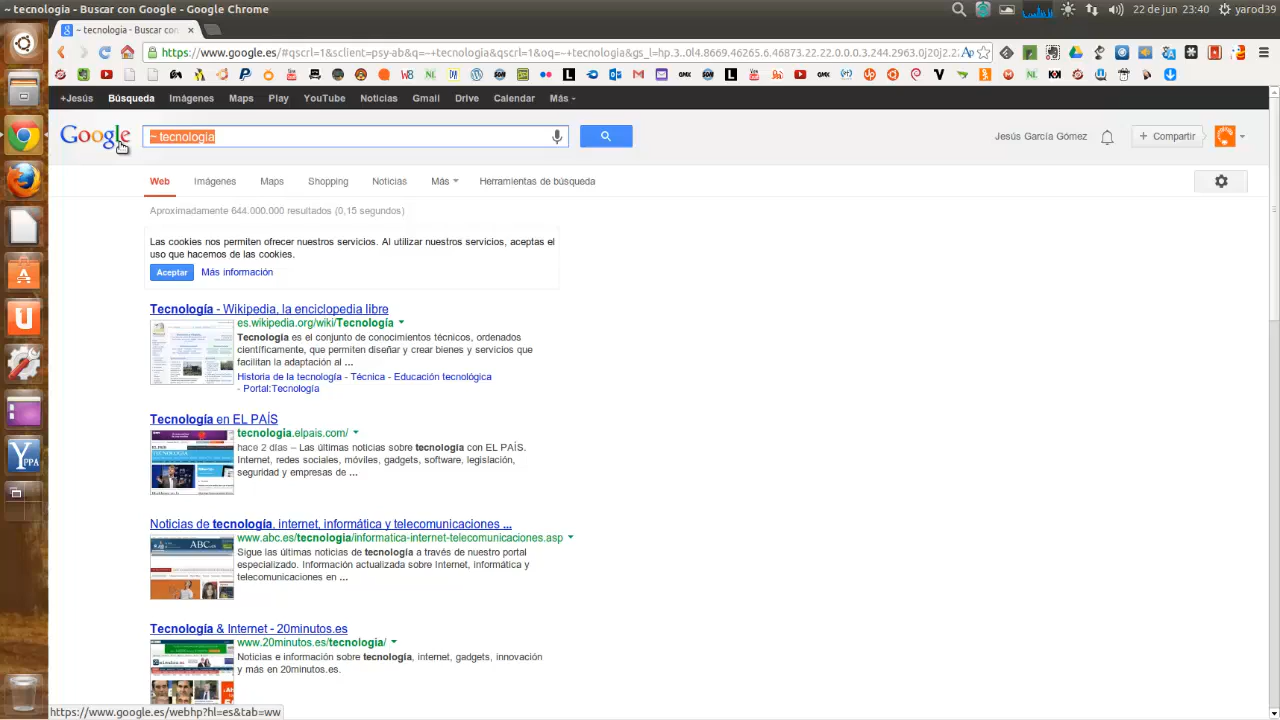 ~ tecnologia - Buscar con Google - Google Chrome
22 de jun 23:40 yarod39
~ tecnologia - Buscar con
https://www.google.es/#qscrl=1&sclient=psy-ab&q=~+tecnologia&qscrl=1&oq=~+tecnologia&gs_l=hp.3..0l4.8669.46265.6.46873.22.22.0.0.0.3.244.2963.0j20j2.2
+Jesús Búsqueda Imágenes Maps Play YouTube Noticias Gmail Calendar Más
Google ~ tecnologia
Jesús García Gómez + Compartir
Web Imágenes Maps Shopping Noticias Más Herramientas de búsqueda
Aproximadamente 644.000.000 resultados (0,15 segundos)
Las cookies nos permiten ofrecer nuestros servicios. Al utilizar nuestros servicios, aceptas el
uso que hacemos de las cookies.
Aceptar Más información
Tecnología - Wikipedia, la enciclopedia libre
es.wikipedia.org/wiki/Tecnología
Tecnología es el conjunto de conocimientos técnicos, ordenados
científicamente, que permiten diseñar y crear bienes y servicios que
facilitan la adaptación al ...
Historia de la tecnología - Técnica - Educación tecnológica
- Portal:Tecnología
Tecnología en EL PAÍS
tecnologia.elpais.com/
hace 2 días – Las últimas noticias sobre tecnología con EL PAÍS.
Internet, redes sociales, móviles, gadgets, software, legislación,
seguridad y empresas de ...
Noticias de tecnología, internet, informática y telecomunicaciones ...
www.abc.es/tecnologia/informatica-internet-telecomunicaciones.asp
ABC.es
Sigue las últimas noticias de tecnología a través de nuestro portal
especializado. Información actualizada sobre Internet, informática y
telecomunicaciones en ...
Tecnología & Internet - 20minutos.es
www.20minutos.es/tecnologia/
Noticias e información sobre tecnología, internet, gadgets, innovación
y más en 20minutos.es.
https://www.google.es/webhp?hl=es&tab=ww